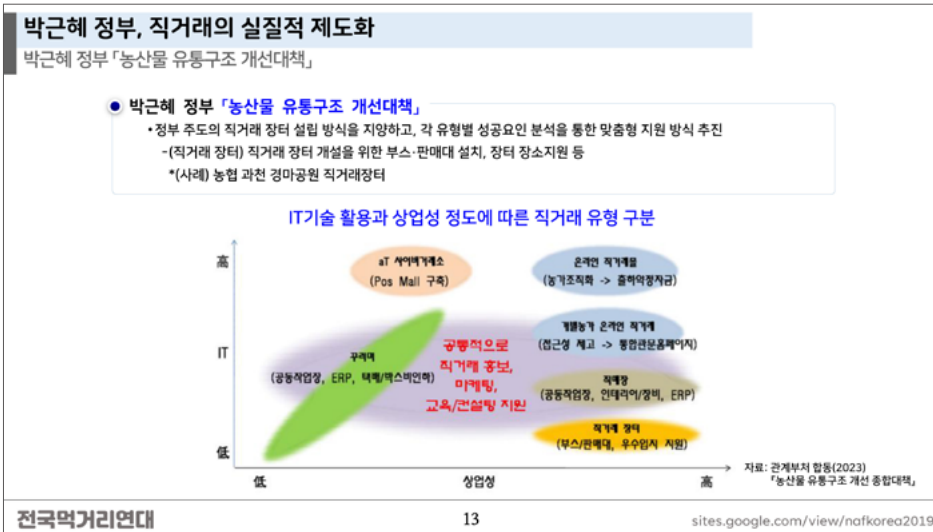 박근혜 정부, 직거래의 실질적 제도화
박근혜 정부 「농산물 유통구조 개선대책」
박근혜 정부 「농산물 유통구조 개선대책」
•정부 주도의 직거래 장터 설립 방식을 지양하고, 각 유형별 성공요인 분석을 통한 맞춤형 지원 방식 추진
-(직거래 장터) 직거래 장터 개설을 위한 부스·판매대 설치, 장터 장소지원 등
*(사례) 농협 과천 경마공원 직거래장터
IT기술 활용과 상업성 정도에 따른 직거래 유형 구분
高
IT
低
aT 사이버거래소
(Pos Mall 구축)
온라인 직거래몰
(농가조직화 -> 출하약정자금)
개별농가 온라인 직거래
(접근성 제고 -> 통합관문홈페이지)
꾸러미
(공동작업장, ERP, 택배/박스비인하)
공통적으로
직거래 홍보,
마케팅,
교육/컨설팅 지원
직매장
(공동작업장, 인테리어/장비, ERP)
직거래 장터
(부스/판매대, 우수입지 지원)
低
상업성
高
자료: 관계부처 합동(2023)
「농산물 유통구조 개선 종합대책」
전국먹거리연대
13
sites.google.com/view/nafkorea2019